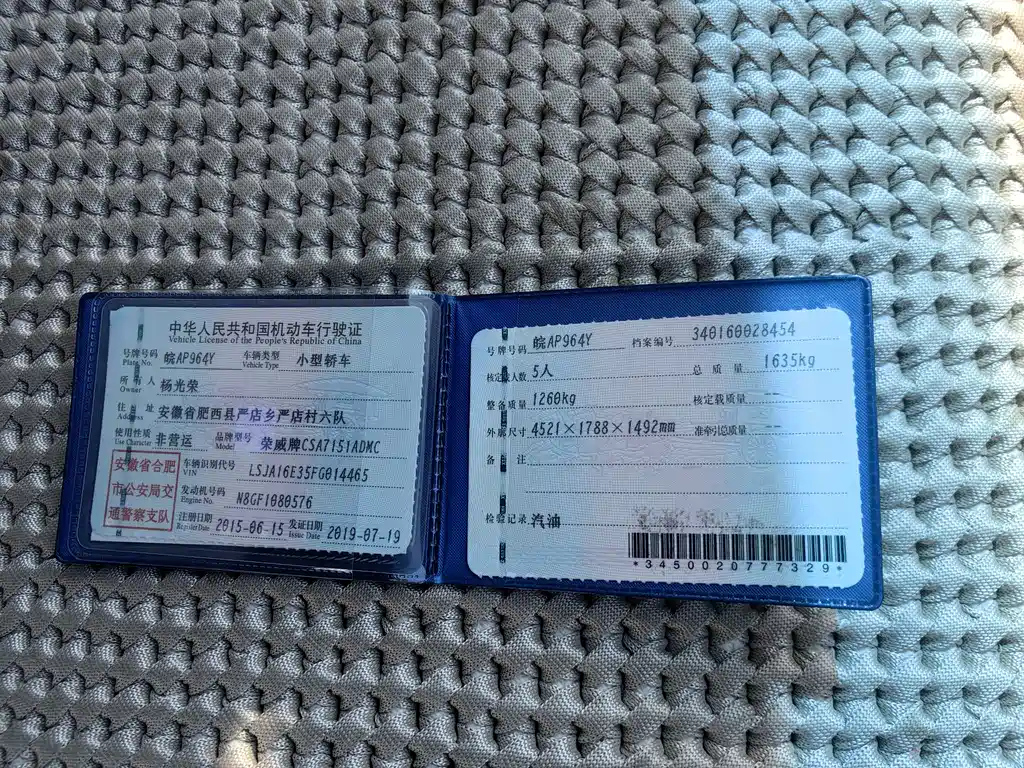 中华人民共和国机动车行驶证
Vehicle License of the People's Republic of China
号牌号码 皖AP964Y 车辆类型 小型轿车
Plate No. Vehicle Type
所有人 杨光荣
Owner
住址 安徽省肥西县严店乡严店村六队
Address
使用性质 非营运 品牌型号 荣威牌CSA7151ADMC
Use Character Model
安徽省合肥市公安局交通警察支队
车辆识别代号 LSJA16E35FG014465
VIN
发动机号码 N8GF1080576
Engine No.
注册日期 2015-06-15 发证日期 2019-07-19
Register Date Issue Date
号牌号码 皖AP964Y 档案编号 340160028454
核定载人数 5人 总质量 1635kg
整备质量 1260kg 核定载质量 --
外廓尺寸 4521×1788×1492mm 准牵引总质量 --
备注
检验记录 汽油
*3450020777329*